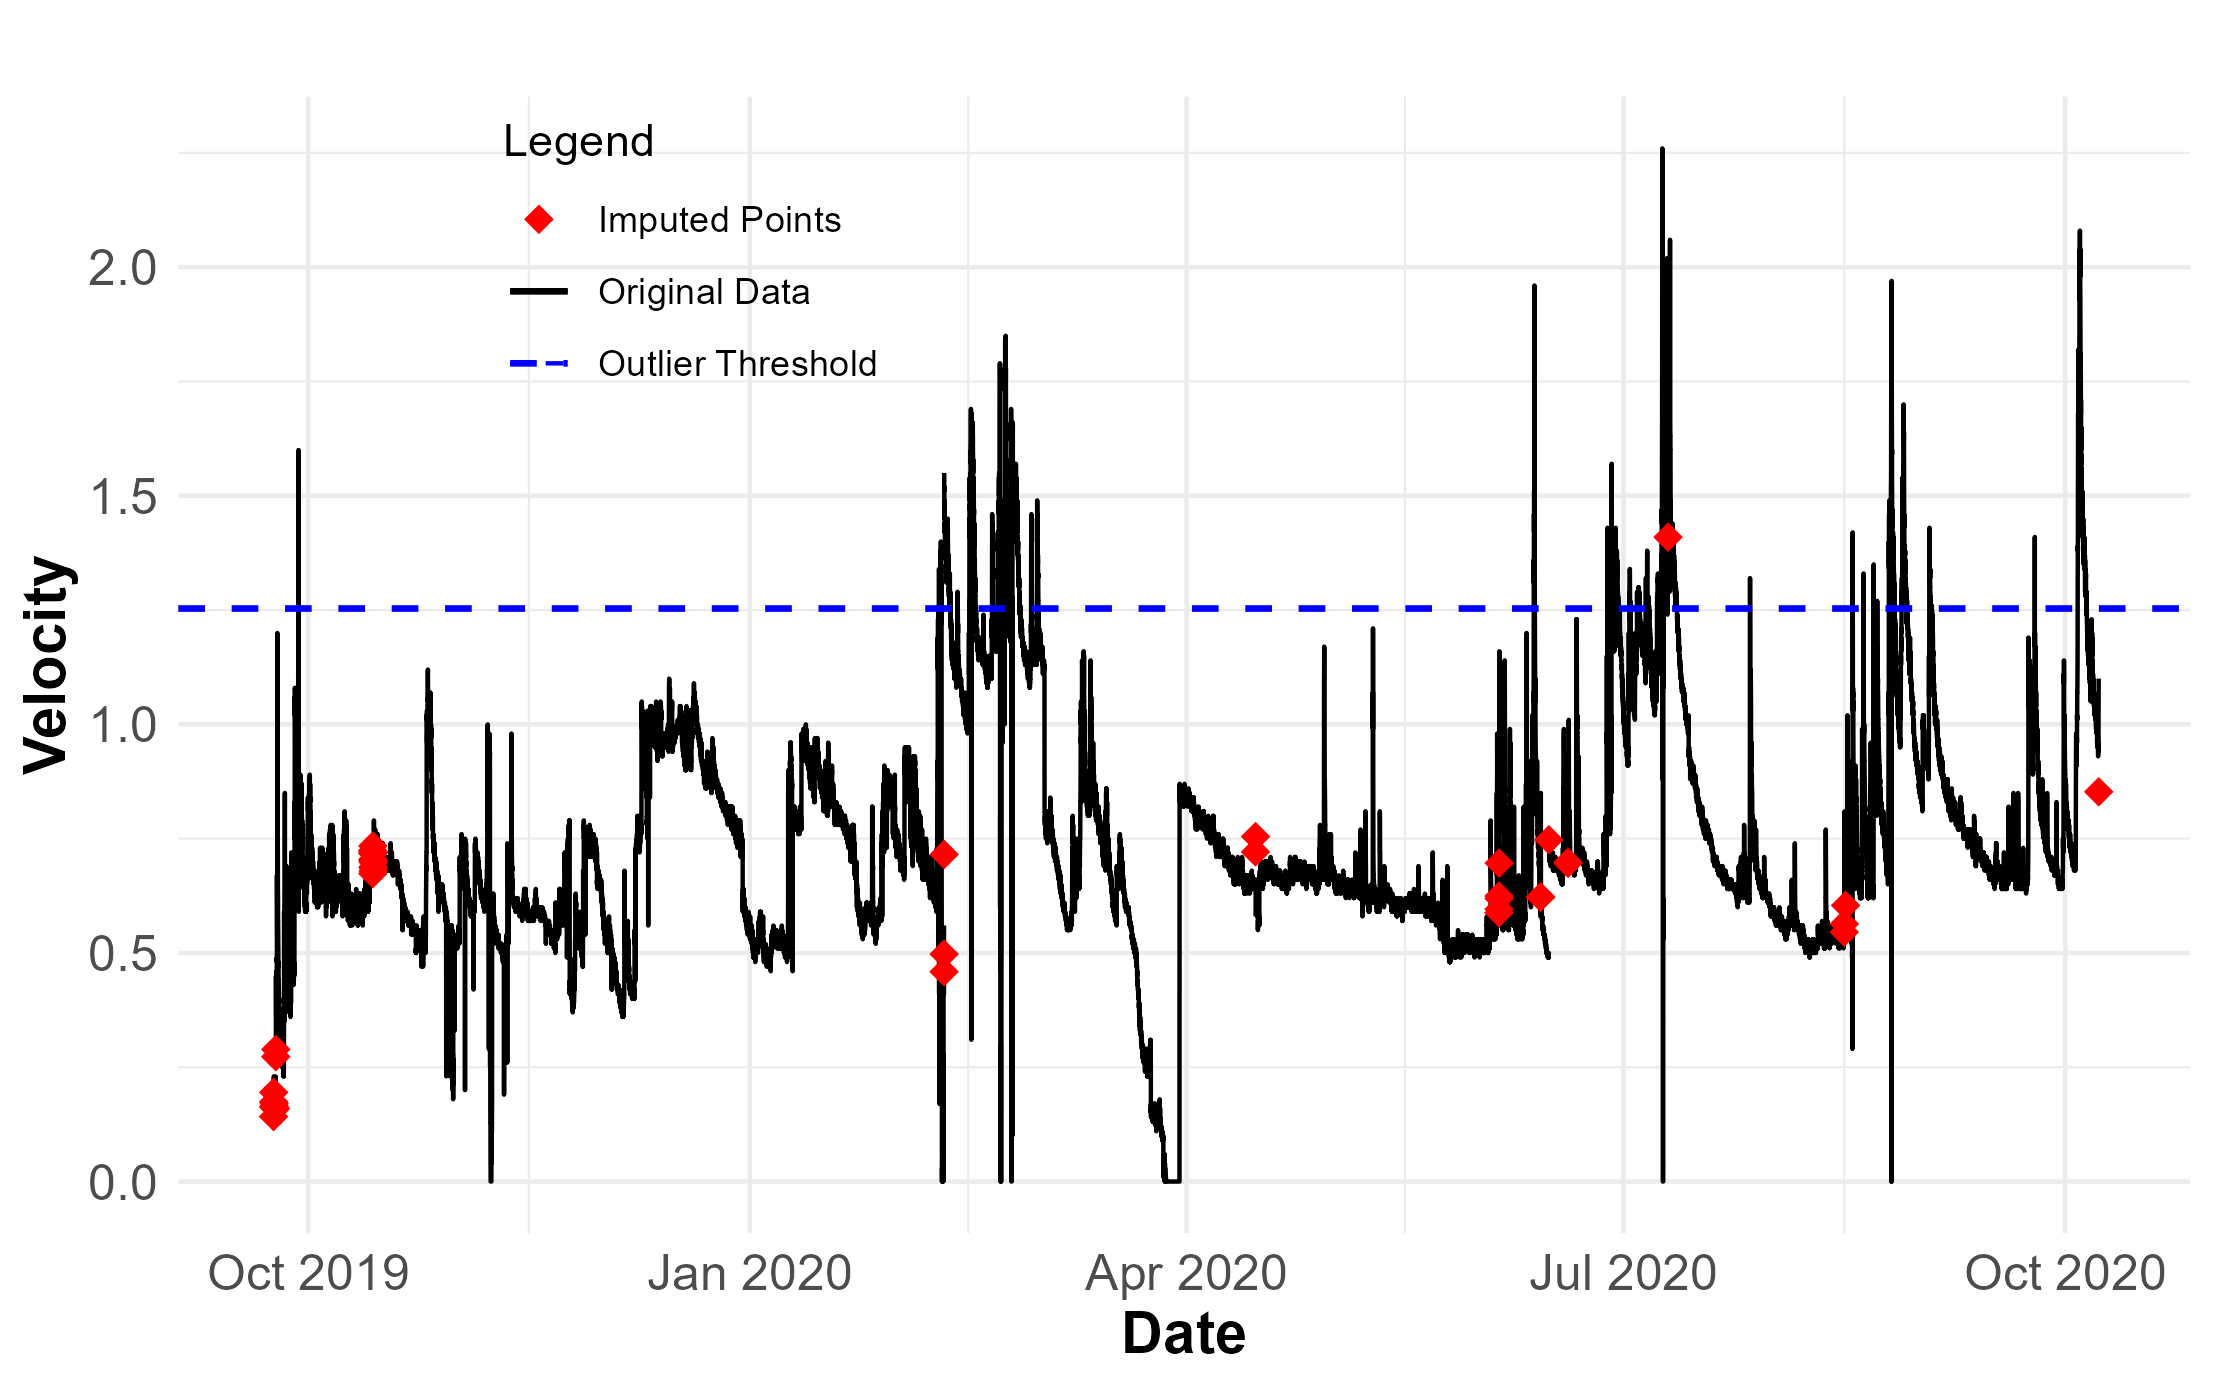 Legend
Imputed Points
Original Data
Outlier Threshold
Velocity
2.0
1.5
1.0
0.5
0.0
Oct 2019 Jan 2020 Apr 2020 Jul 2020 Oct 2020
Date